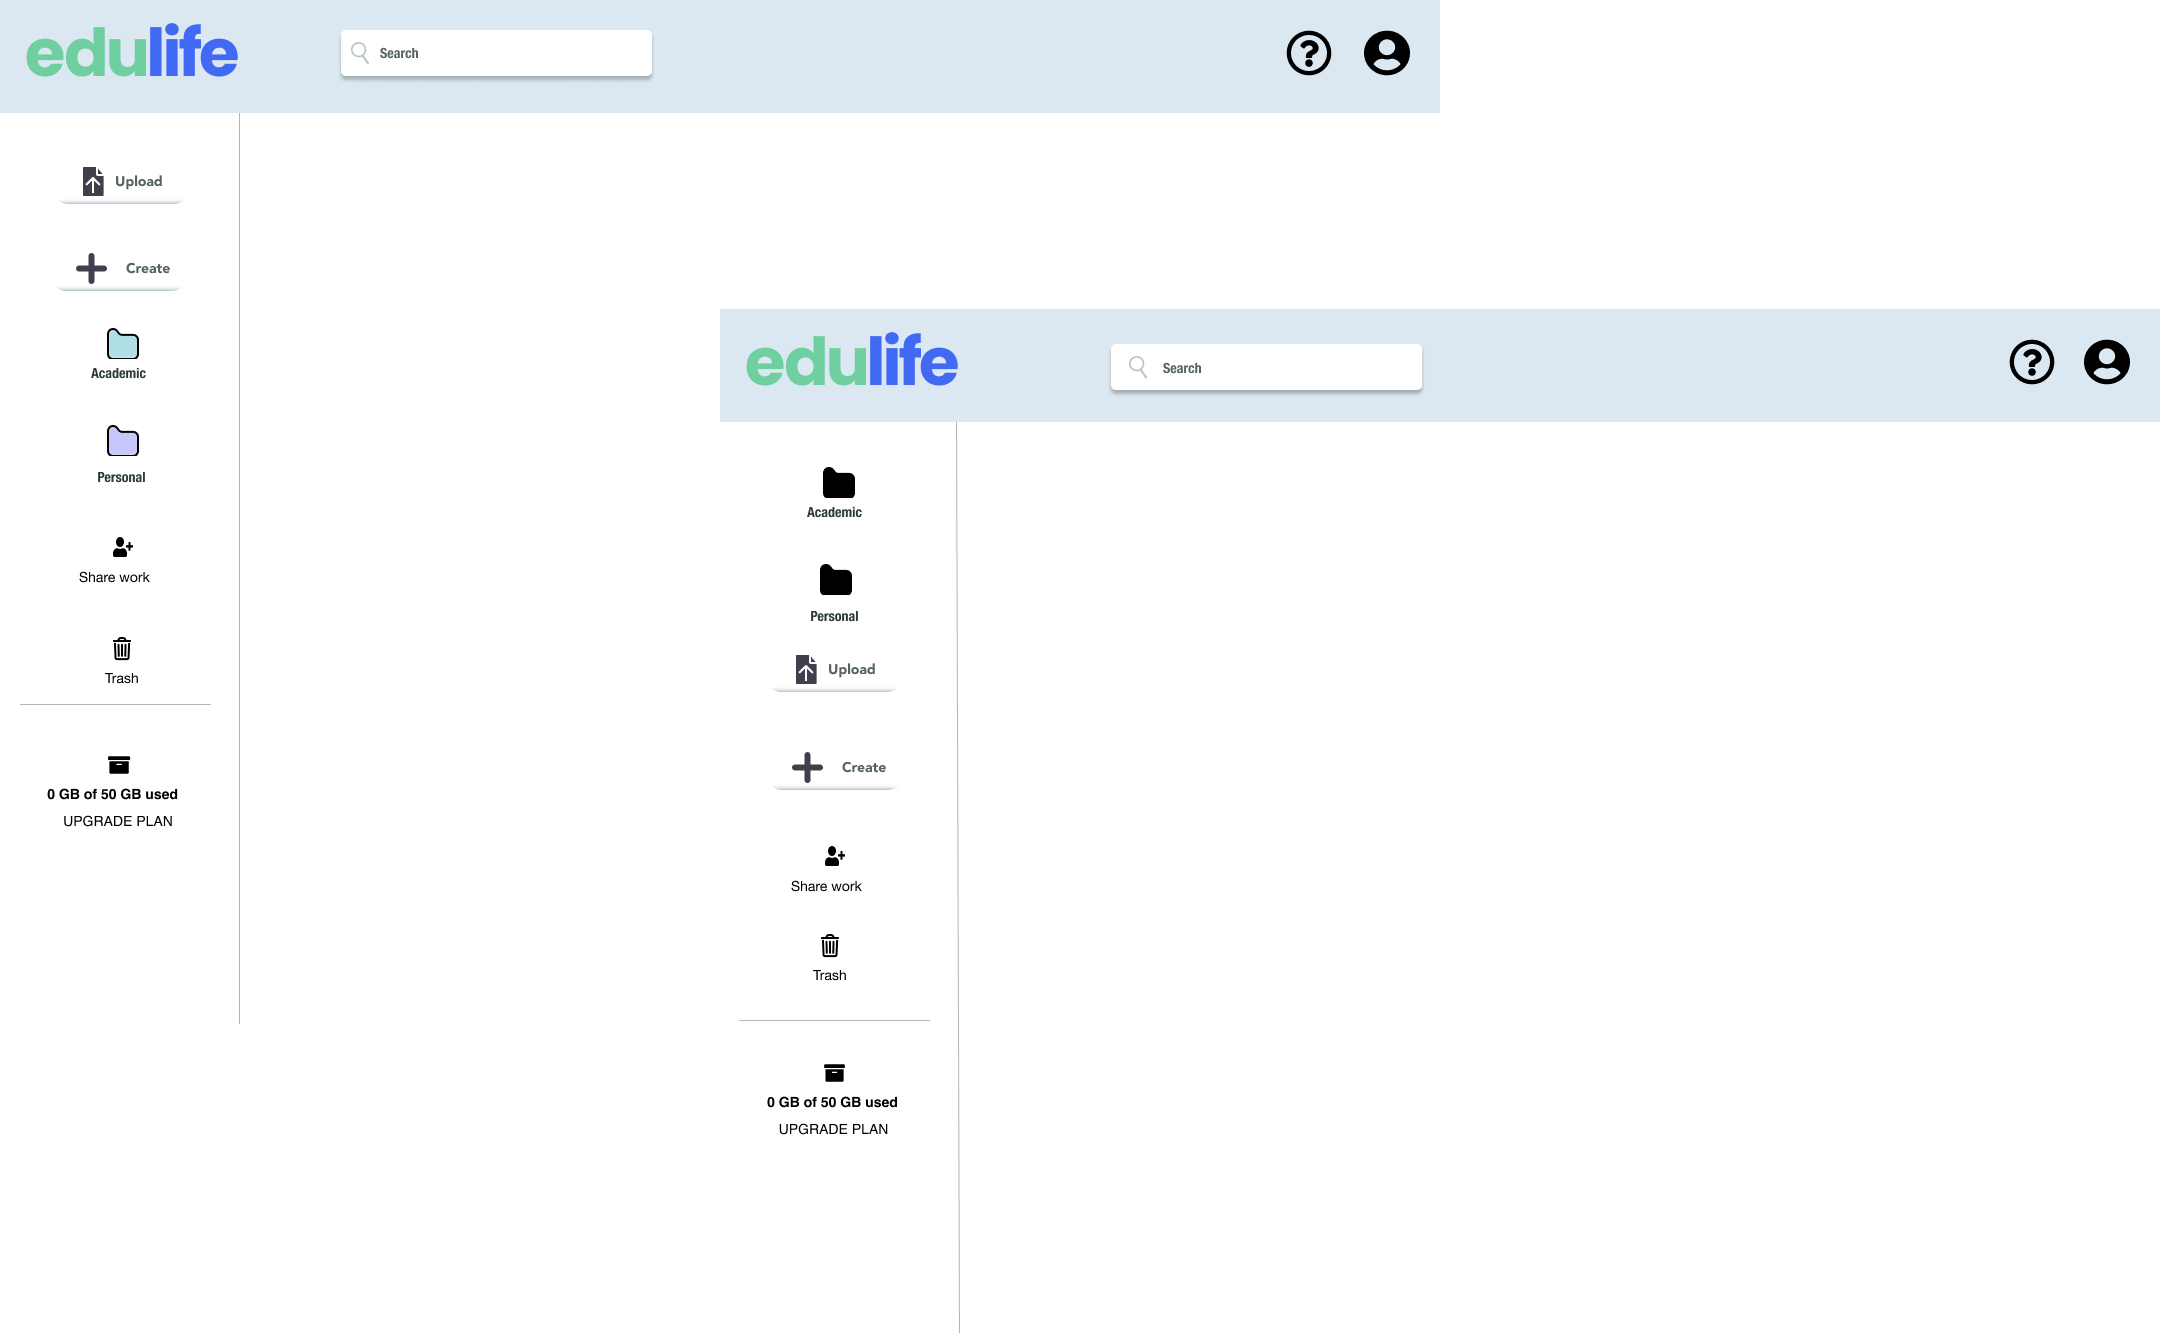 edulife
Search
Upload
Create
Academic
Personal
Share work
Trash
0 GB of 50 GB used
UPGRADE PLAN
edulife
Search
Academic
Personal
Upload
Create
Share work
Trash
0 GB of 50 GB used
UPGRADE PLAN